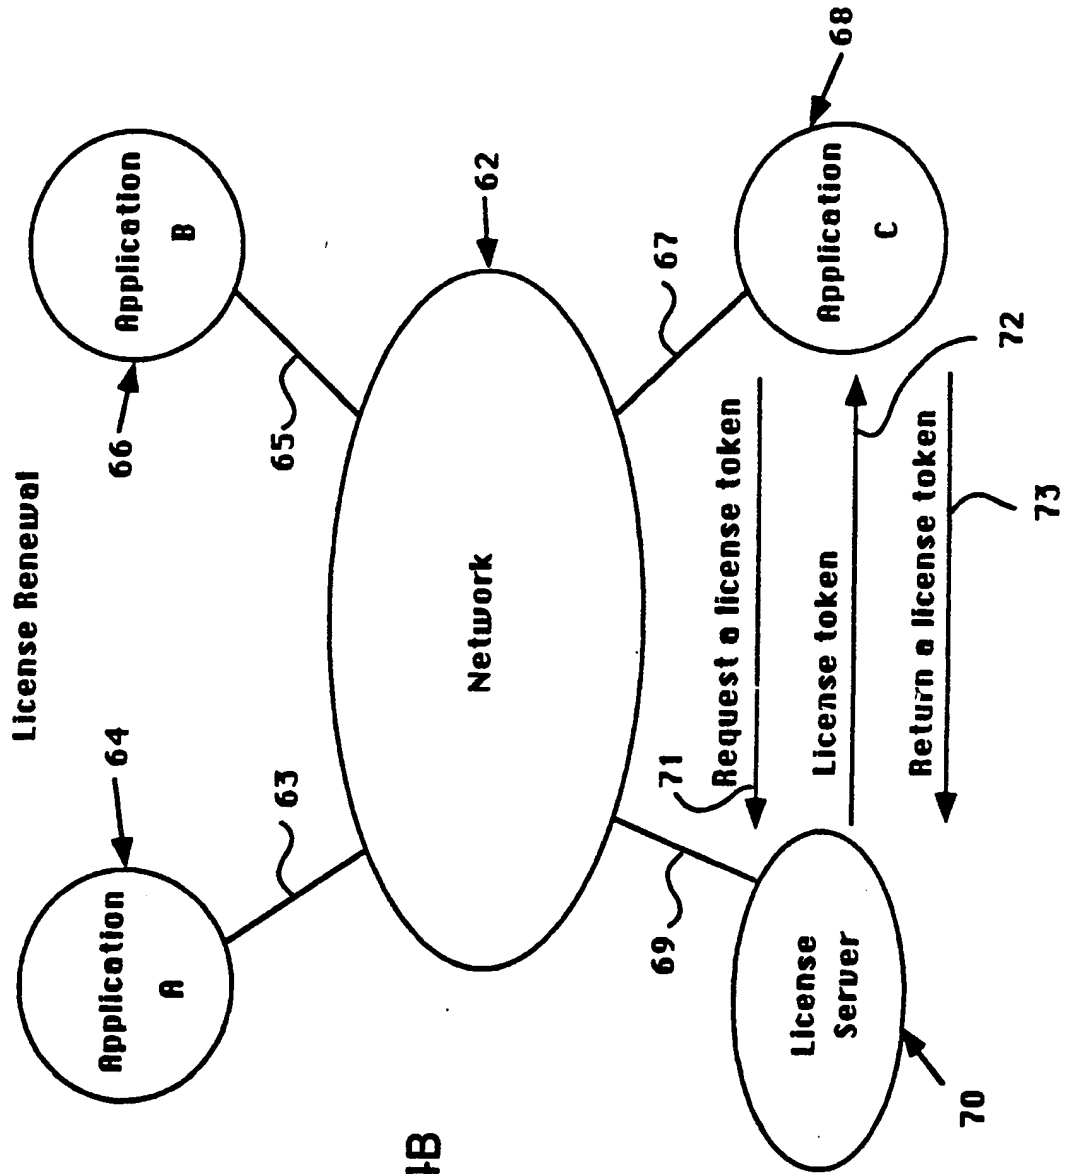 License Renewal
64
66
Application
A
Application
B
63
65
62
Network
69
67
71
Request a license token
License token
Return a license token
License
Server
Application
C
68
70
72
73
4B